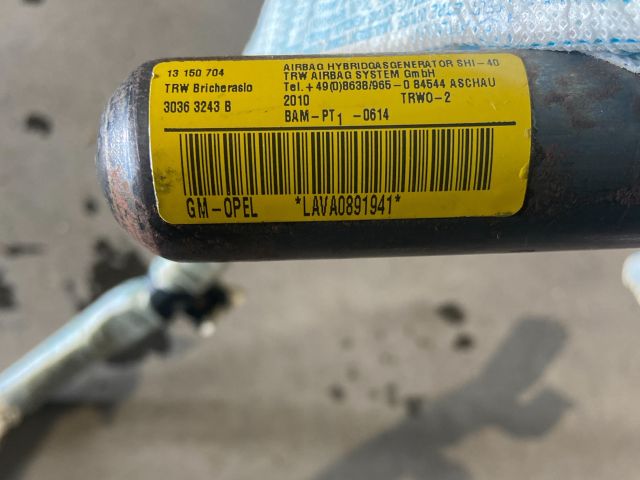 13 150 704
AIRBAG HYBRIDGASGENERATOR SHI-40
TRW AIRBAG SYSTEM GmbH
TRW Bricheraslo
Tel.+49(0)8638/965-0 84544 ASCHAU
3036 3243 B
2010 TRWO-2
BAM-PT1 -0614
GM-OPEL *LAVA0891941*